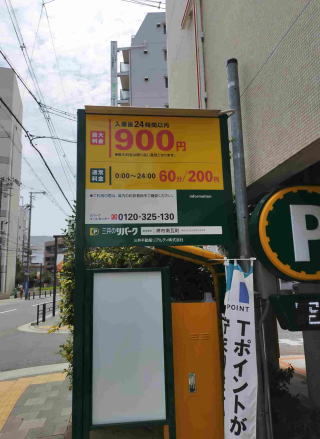 入庫後24時間以内
最大
料金
900円
通常
料金
0:00〜24:00 60分/200円
information
0120-325-130
三井のリパーク
三井不動産リアルティ株式会社
P
POINT
Tポイントが
貯